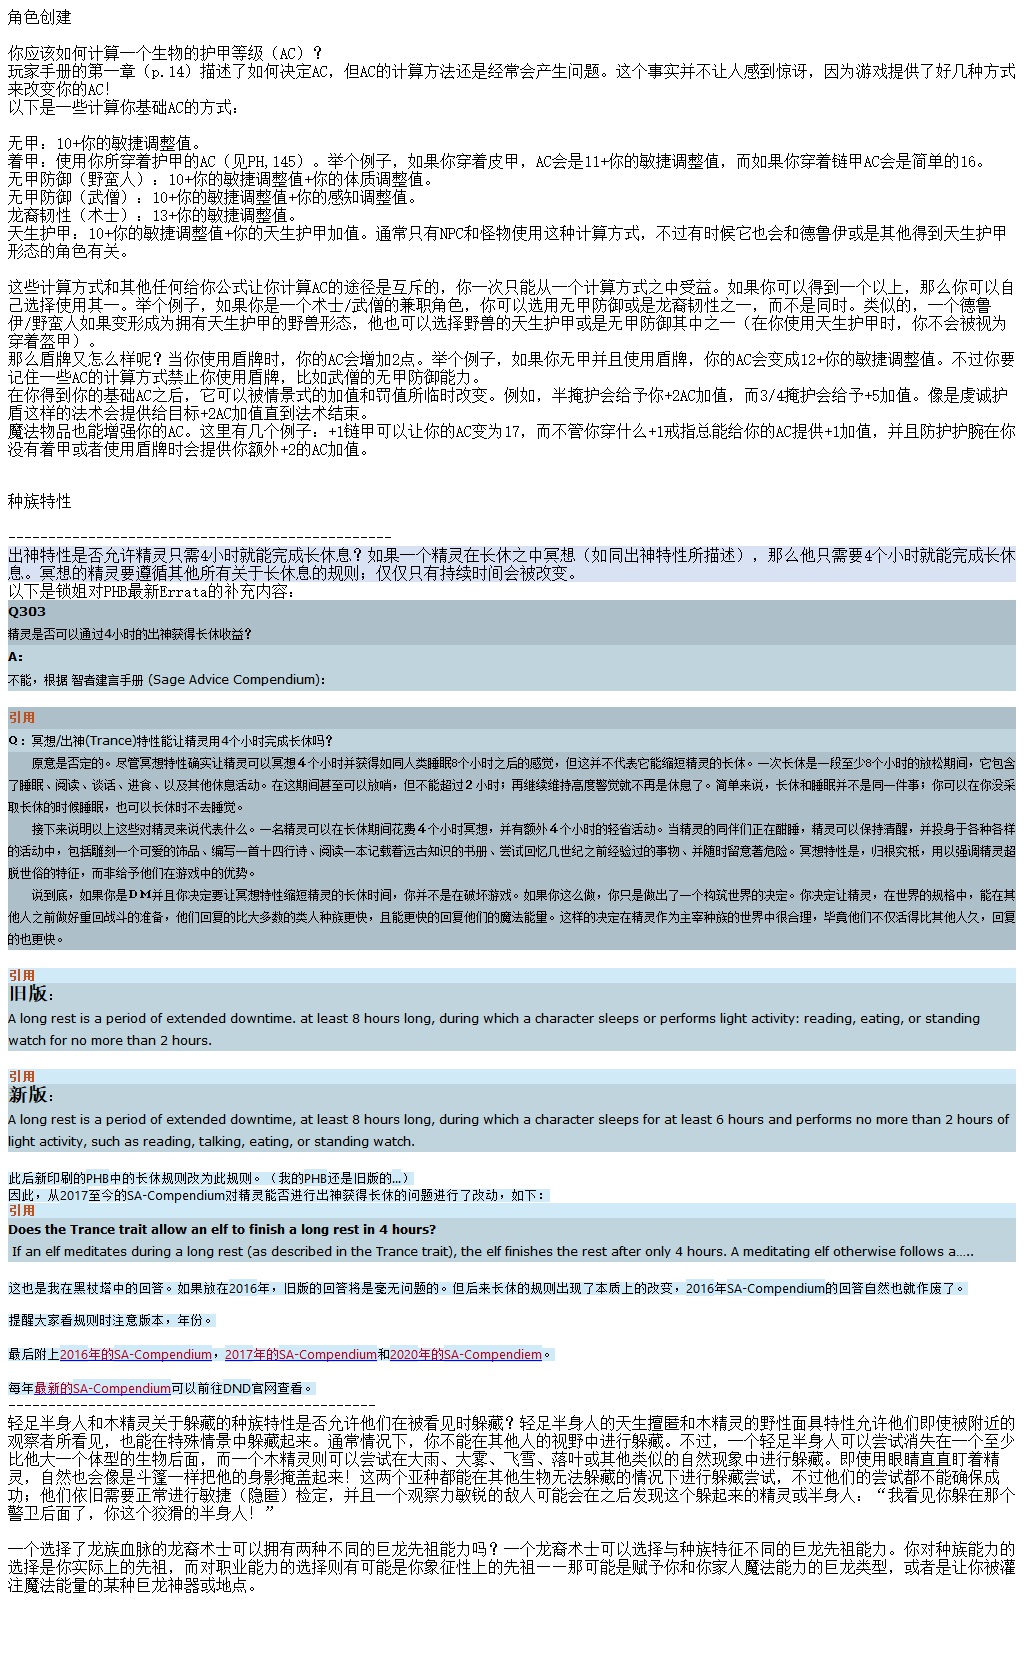 角色创建
你应该如何计算一个生物的护甲等级（AC）？
玩家手册的第一章（p.14）描述了如何决定AC，但AC的计算方法还是经常会产生问题。这个事实并不让人感到惊讶，因为游戏提供了好几种方式
来改变你的AC！
以下是一些计算你基础AC的方式：
无甲：10+你的敏捷调整值。
着甲：使用你所穿着护甲的AC（见PH,145）。举个例子，如果你穿着皮甲，AC会是11+你的敏捷调整值，而如果你穿着链甲AC会是简单的16。
无甲防御（野蛮人）：10+你的敏捷调整值+你的体质调整值。
无甲防御（武僧）：10+你的敏捷调整值+你的感知调整值。
龙裔韧性（术士）：13+你的敏捷调整值。
天生护甲：10+你的敏捷调整值+你的天生护甲加值。通常只有NPC和怪物使用这种计算方式，不过有时候它也会和德鲁伊或是其他得到天生护甲
形态的角色有关。
这些计算方式和其他任何给你公式让你计算AC的途径是互斥的，你一次只能从一个计算方式之中受益。如果你可以得到一个以上，那么你可以自
己选择使用其一。举个例子，如果你是一个术士/武僧的兼职角色，你可以选用无甲防御或是龙裔韧性之一，而不是同时。类似的，一个德鲁
伊/野蛮人如果变形成为拥有天生护甲的野兽形态，他也可以选择野兽的天生护甲或是无甲防御其中之一（在你使用天生护甲时，你不会被视为
穿着盔甲）。
那么盾牌又怎么样呢？当你使用盾牌时，你的AC会增加2点。举个例子，如果你无甲并且使用盾牌，你的AC会变成12+你的敏捷调整值。不过你要
记住一些AC的计算方式禁止你使用盾牌，比如武僧的无甲防御能力。
在你得到你的基础AC之后，它可以被情景式的加值和罚值所临时改变。例如，半掩护会给予你+2AC加值，而3/4掩护会给予+5加值。像是虔诚护
盾这样的法术会提供给目标+2AC加值直到法术结束。
魔法物品也能增强你的AC。这里有几个例子：+1链甲可以让你的AC变为17，而不管你穿什么+1戒指总能给你的AC提供+1加值，并且防护护腕在你
没有着甲或者使用盾牌时会提供你额外+2的AC加值。
种族特性
------------------------------------------------
出神特性是否允许精灵只需4小时就能完成长休息？如果一个精灵在长休之中冥想（如同出神特性所描述），那么他只需要4个小时就能完成长休
息。冥想的精灵要遵循其他所有关于长休息的规则；仅仅只有持续时间会被改变。
以下是锁姐对PHB最新Errata的补充内容：
Q303
精灵是否可以通过4小时的出神获得长休收益？
A：
不能，根据 智者建言手册 (Sage Advice Compendium)：
引用
Q：冥想/出神(Trance)特性能让精灵用4个小时完成长休吗？
原意是否定的。尽管冥想特性确实让精灵可以冥想４个小时并获得如同人类睡眠8个小时之后的感觉，但这并不代表它能缩短精灵的长休。一次长休是一段至少8个小时的放松期间，它包含
了睡眠、阅读、谈话、进食、以及其他休息活动。在这期间甚至可以放哨，但不能超过２小时；再继续维持高度警觉就不再是休息了。简单来说，长休和睡眠并不是同一件事；你可以在你没采
取长休的时候睡眠，也可以长休时不去睡觉。
接下来说明以上这些对精灵来说代表什么。一名精灵可以在长休期间花费４个小时冥想，并有额外４个小时的轻省活动。当精灵的同伴们正在酣睡，精灵可以保持清醒，并投身于各种各样
的活动中，包括雕刻一个可爱的饰品、编写一首十四行诗、阅读一本记载着远古知识的书册、尝试回忆几世纪之前经验过的事物、并随时留意著危险。冥想特性是，归根究柢，用以强调精灵超
脱世俗的特征，而非给予他们在游戏中的优势。
说到底，如果你是ＤＭ并且你决定要让冥想特性缩短精灵的长休时间，你并不是在破坏游戏。如果你这么做，你只是做出了一个构筑世界的决定。你决定让精灵，在世界的规格中，能在其
他人之前做好重回战斗的准备，他们回复的比大多数的类人种族更快，且能更快的回复他们的魔法能量。这样的决定在精灵作为主宰种族的世界中很合理，毕竟他们不仅活得比其他人久，回复
的也更快。
引用
旧版：
A long rest is a period of extended downtime. at least 8 hours long, during which a character sleeps or performs light activity: reading, eating, or standing
watch for no more than 2 hours.
引用
新版：
A long rest is a period of extended downtime, at least 8 hours long, during which a character sleeps for at least 6 hours and performs no more than 2 hours of
light activity, such as reading, talking, eating, or standing watch.
此后新印刷的PHB中的长休规则改为此规则。（我的PHB还是旧版的...）
因此，从2017至今的SA-Compendium对精灵能否进行出神获得长休的问题进行了改动，如下：
引用
Does the Trance trait allow an elf to finish a long rest in 4 hours?
If an elf meditates during a long rest (as described in the Trance trait), the elf finishes the rest after only 4 hours. A meditating elf otherwise follows a.....
这也是我在黑杖塔中的回答。如果放在2016年，旧版的回答将是毫无问题的。但后来长休的规则出现了本质上的改变，2016年SA-Compendium的回答自然也就作废了。
提醒大家看规则时注意版本，年份。
最后附上2016年的SA-Compendium，2017年的SA-Compendium和2020年的SA-Compendiem。
每年最新的SA-Compendium可以前往DND官网查看。
----------------------------------------------
轻足半身人和木精灵关于躲藏的种族特性是否允许他们在被看见时躲藏？轻足半身人的天生擅匿和木精灵的野性面具特性允许他们即使被附近的
观察者所看见，也能在特殊情景中躲藏起来。通常情况下，你不能在其他人的视野中进行躲藏。不过，一个轻足半身人可以尝试消失在一个至少
比他大一个体型的生物后面，而一个木精灵则可以尝试在大雨、大雾、飞雪、落叶或其他类似的自然现象中进行躲藏。即使用眼睛直直盯着精
灵，自然也会像是斗篷一样把他的身影掩盖起来！这两个亚种都能在其他生物无法躲藏的情况下进行躲藏尝试，不过他们的尝试都不能确保成
功；他们依旧需要正常进行敏捷（隐匿）检定，并且一个观察力敏锐的敌人可能会在之后发现这个躲起来的精灵或半身人：“我看见你躲在那个
警卫后面了，你这个狡猾的半身人！”
一个选择了龙族血脉的龙裔术士可以拥有两种不同的巨龙先祖能力吗？一个龙裔术士可以选择与种族特征不同的巨龙先祖能力。你对种族能力的
选择是你实际上的先祖，而对职业能力的选择则有可能是你象征性上的先祖——那可能是赋予你和你家人魔法能力的巨龙类型，或者是让你被灌
注魔法能量的某种巨龙神器或地点。